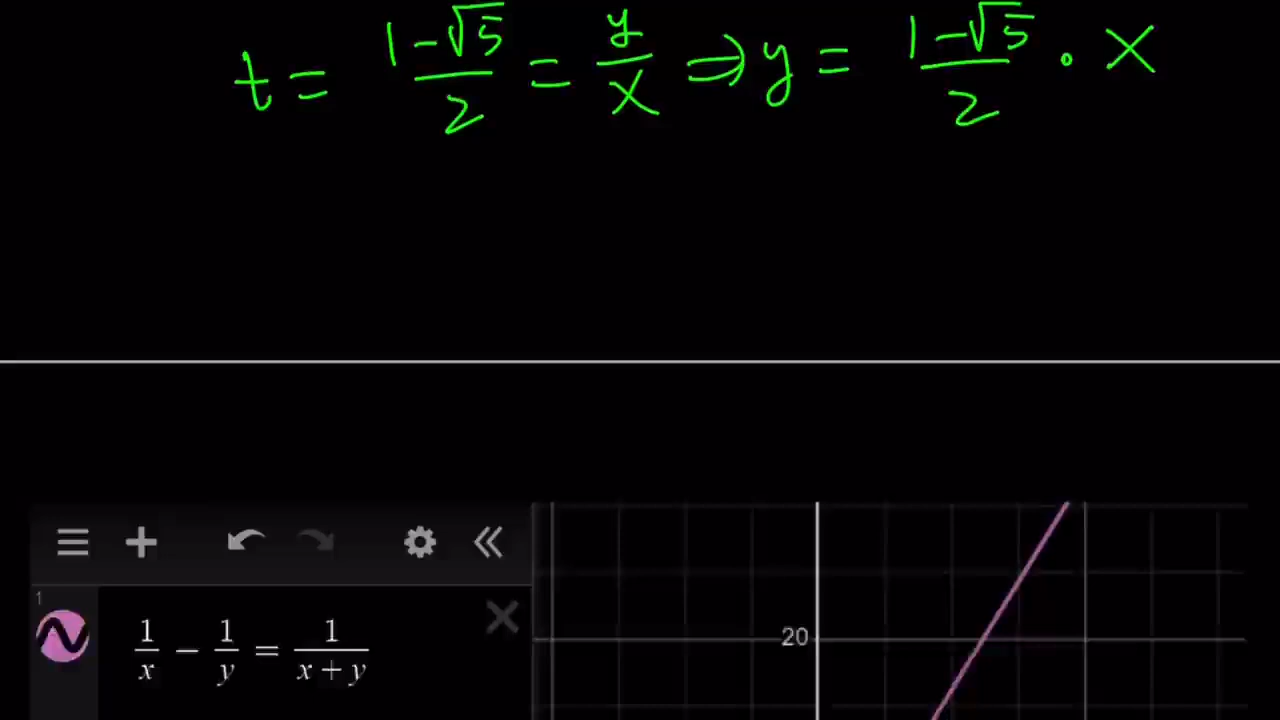 t = (1-√5)/2 = y/x ⇒ y = (1-√5)/2 · x
1
1/x − 1/y = 1/(x + y)
20